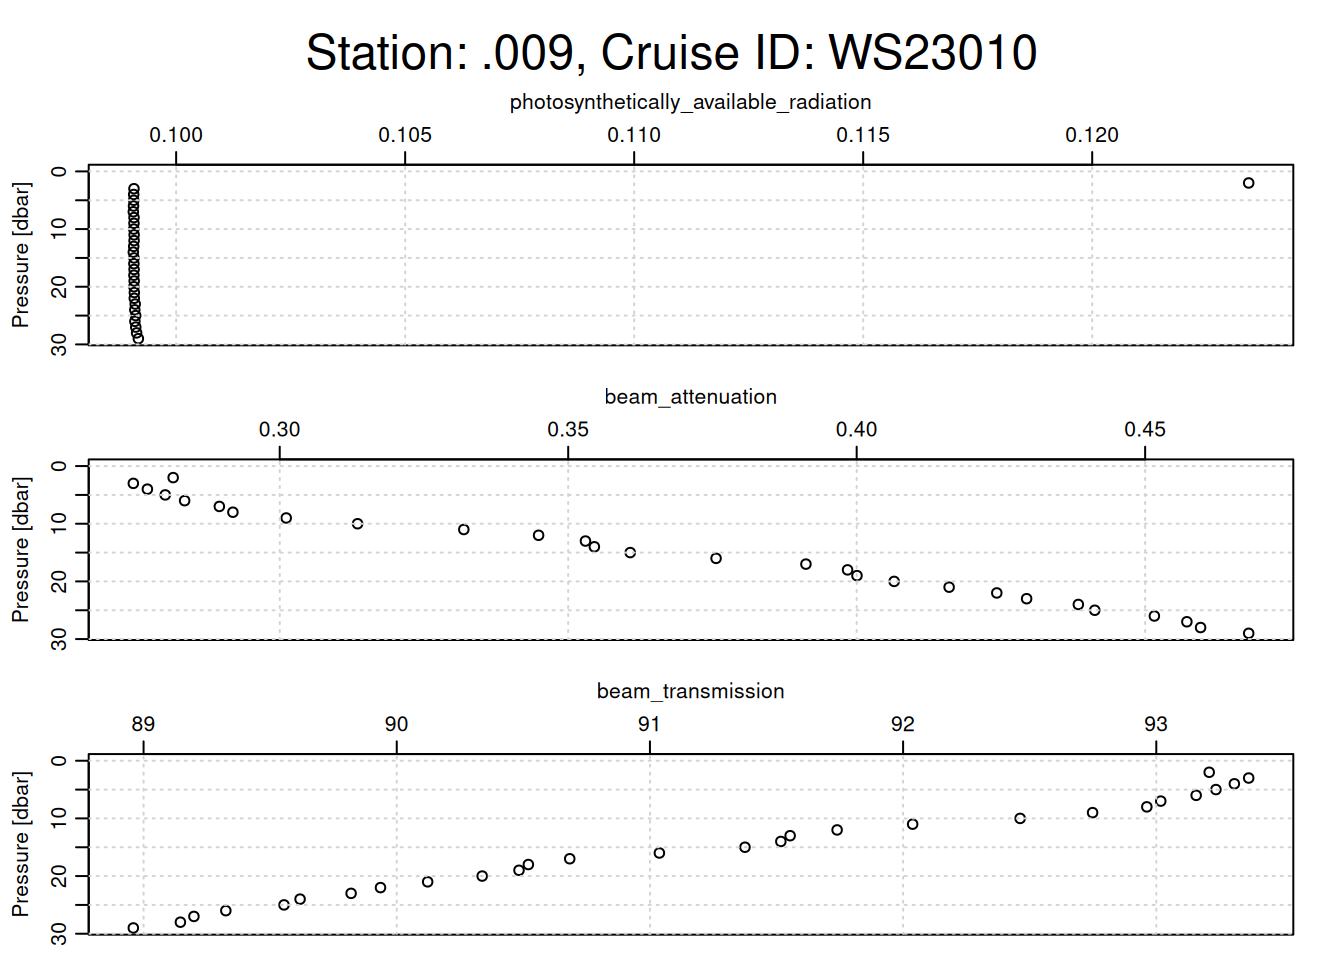 Station: .009, Cruise ID: WS23010
photosynthetically_available_radiation
0.100 0.105 0.110 0.115 0.120
0
10
20
30
Pressure [dbar]
beam_attenuation
0.30 0.35 0.40 0.45
0
10
20
30
Pressure [dbar]
beam_transmission
89 90 91 92 93
0
10
20
30
Pressure [dbar]